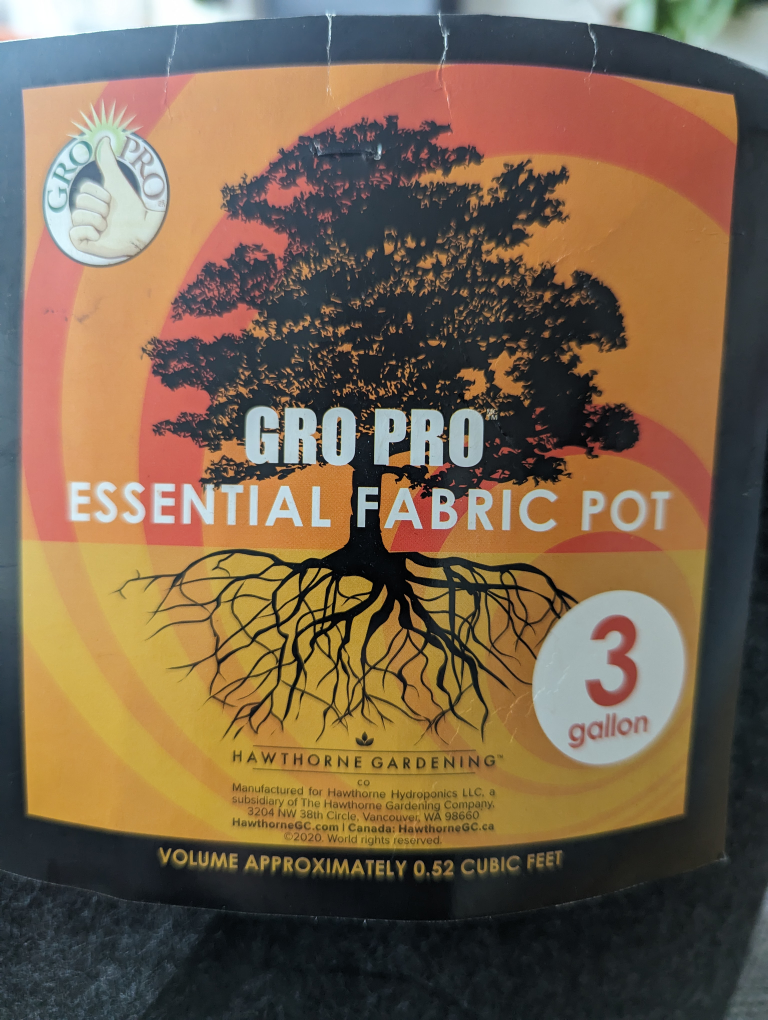 GRO PRO
GRO PRO™
ESSENTIAL FABRIC POT
3
gallon
HAWTHORNE GARDENING™
CO
Manufactured for Hawthorne Hydroponics LLC, a
subsidiary of The Hawthorne Gardening Company.
3204 NW 38th Circle, Vancouver, WA 98660
HawthorneGC.com | Canada: HawthorneGC.ca
©2020. World rights reserved.
VOLUME APPROXIMATELY 0.52 CUBIC FEET